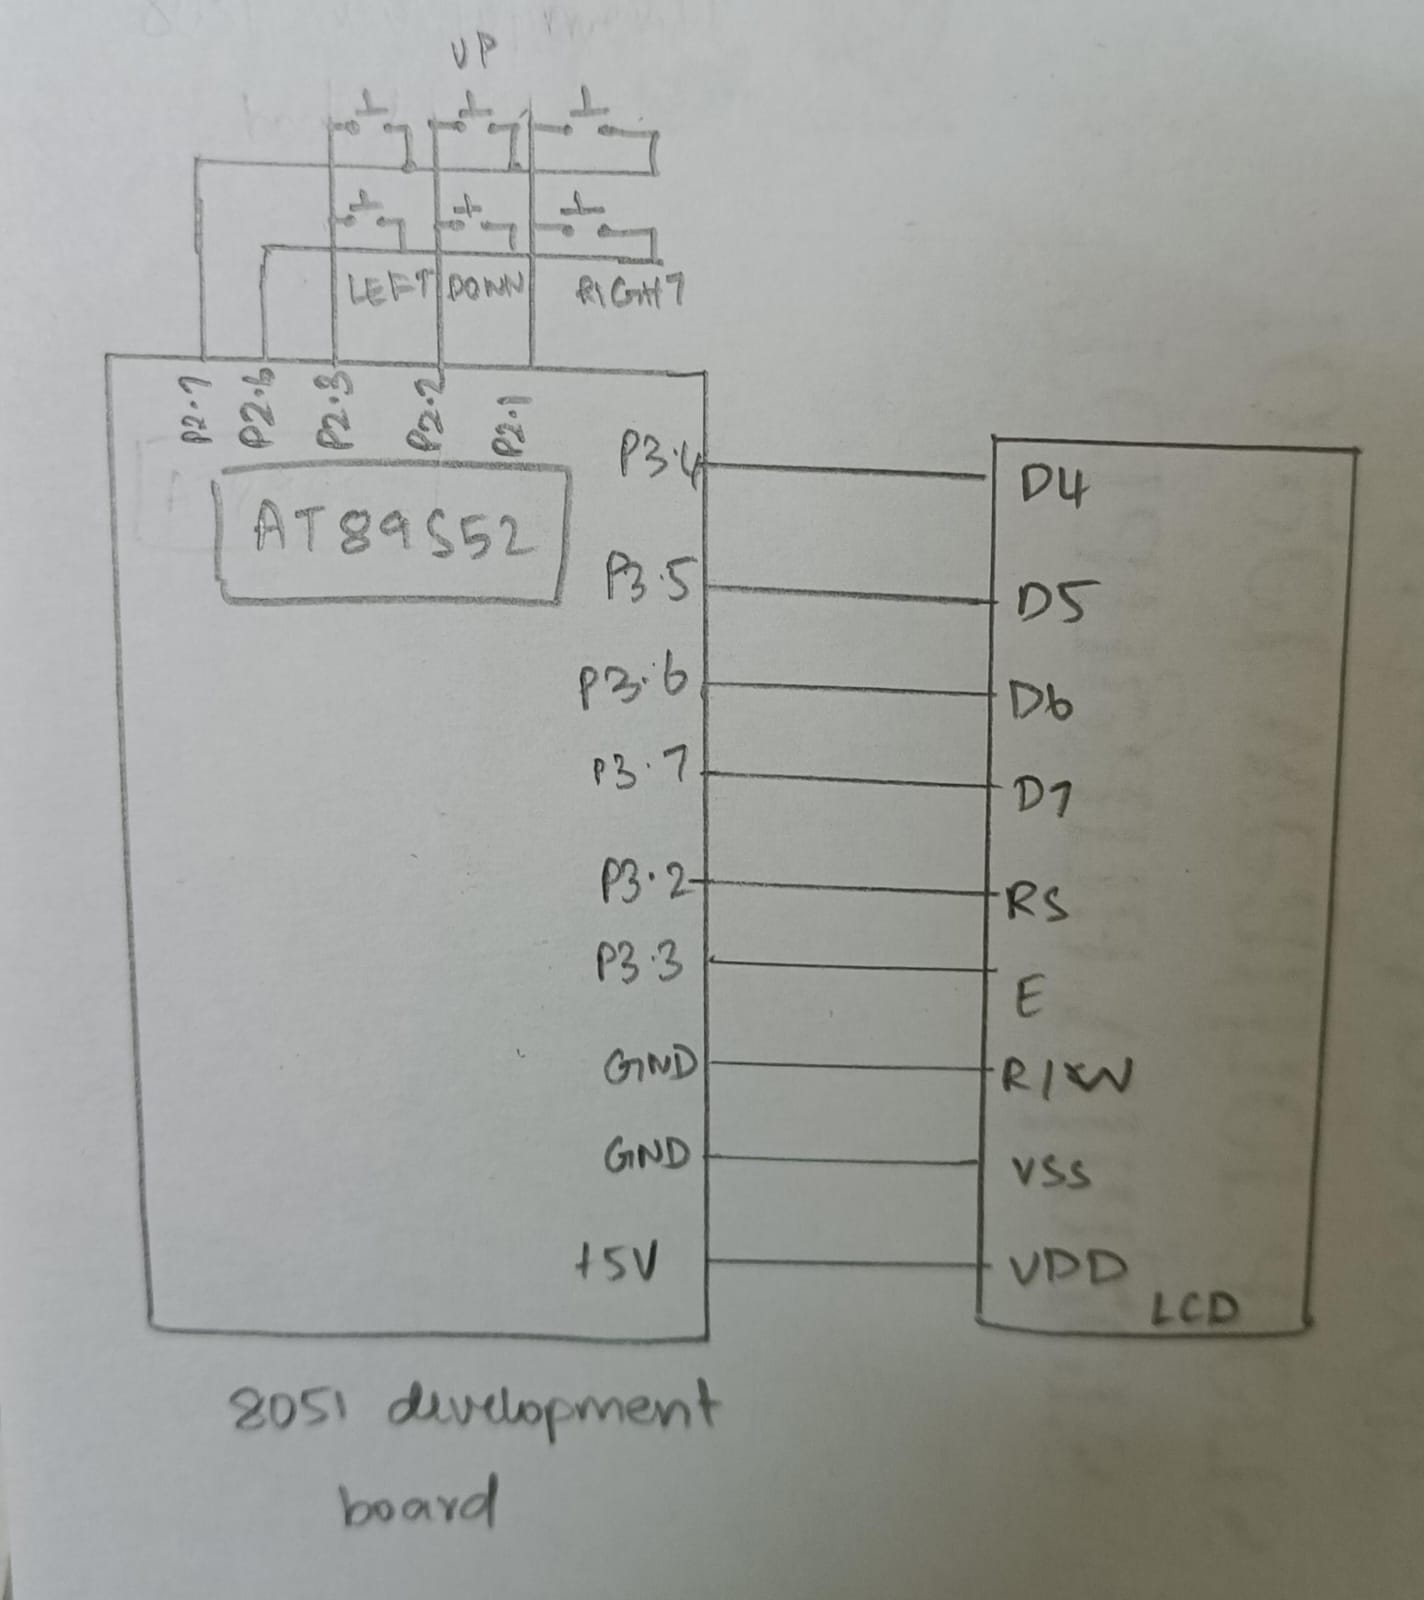 UP
LEFT DOWN RIGHT
P2.7 P2.6 P2.3 P2.2 P2.1
AT89S52
P3.4 D4
P3.5 D5
P3.6 D6
P3.7 D7
P3.2 RS
P3.3 E
GND R/W
GND VSS
+5V VDD
LCD
8051 development
board